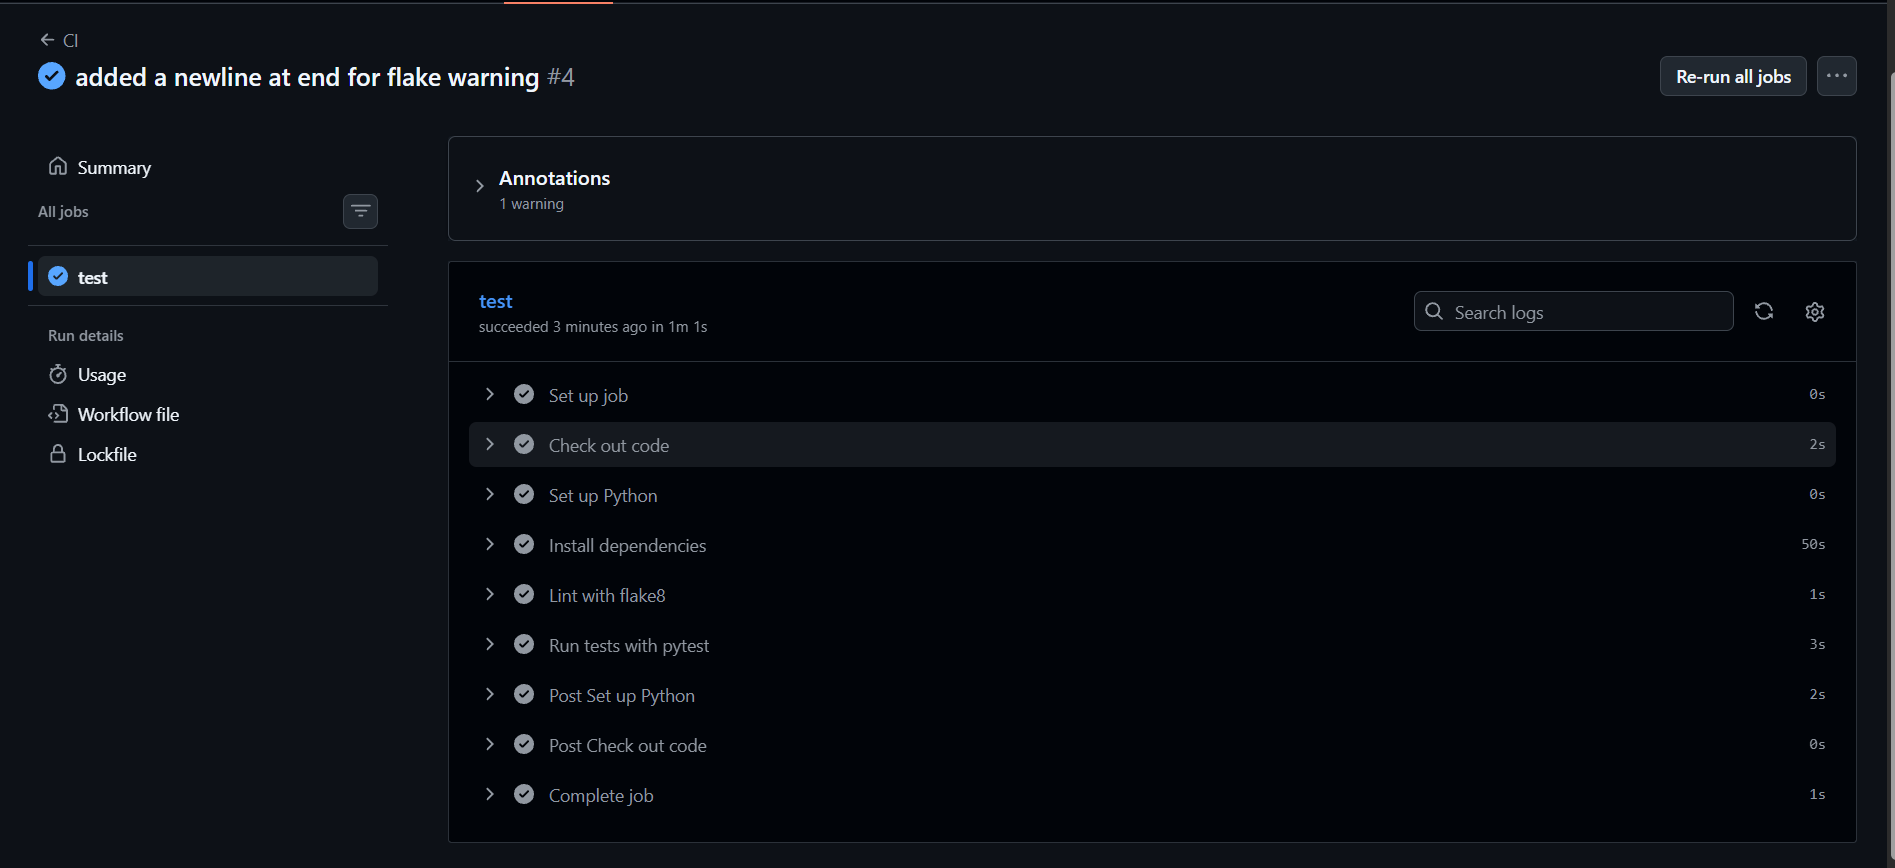 CI
added a newline at end for flake warning #4
Re-run all jobs
Summary
All jobs
test
Run details
Usage
Workflow file
Lockfile
Annotations
1 warning
test
succeeded 3 minutes ago in 1m 1s
Search logs
Set up job 0s
Check out code 2s
Set up Python 0s
Install dependencies 50s
Lint with flake8 1s
Run tests with pytest 3s
Post Set up Python 2s
Post Check out code 0s
Complete job 1s